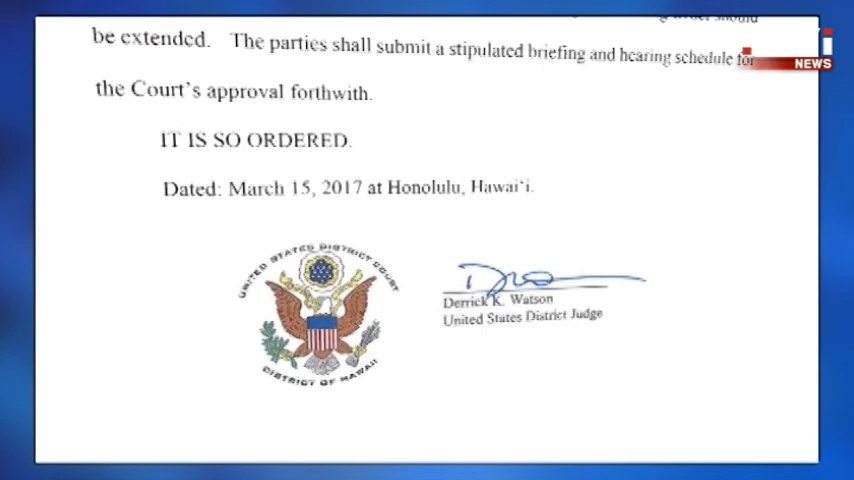 should
be extended. The parties shall submit a stipulated briefing and hearing schedule for
the Court's approval forthwith.
IT IS SO ORDERED.
Dated: March 15, 2017 at Honolulu, Hawai‘i.
UNITED STATES DISTRICT COURT
DISTRICT OF HAWAII
Derrick K. Watson
United States District Judge
NEWS